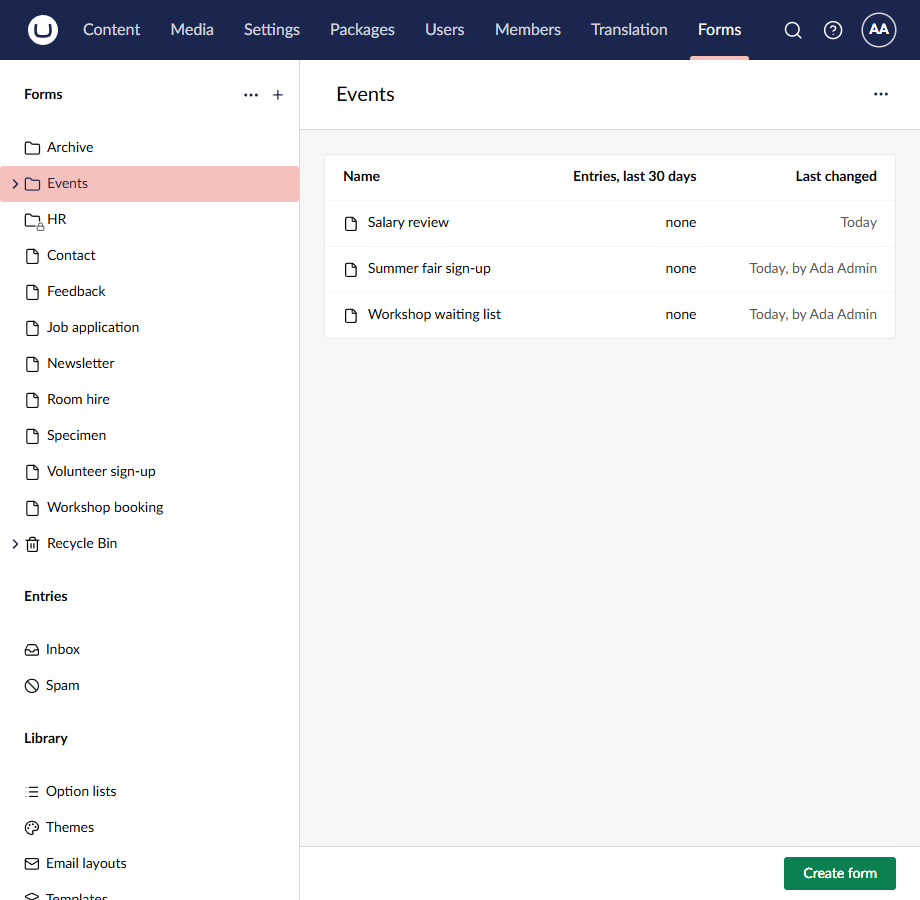 Content Media Settings Packages Users Members Translation Forms AA
Forms
Archive
Events
HR
Contact
Feedback
Job application
Newsletter
Room hire
Specimen
Volunteer sign-up
Workshop booking
Recycle Bin
Entries
Inbox
Spam
Library
Option lists
Themes
Email layouts
Templates
Events
Name Entries, last 30 days Last changed
Salary review none Today
Summer fair sign-up none Today, by Ada Admin
Workshop waiting list none Today, by Ada Admin
Create form